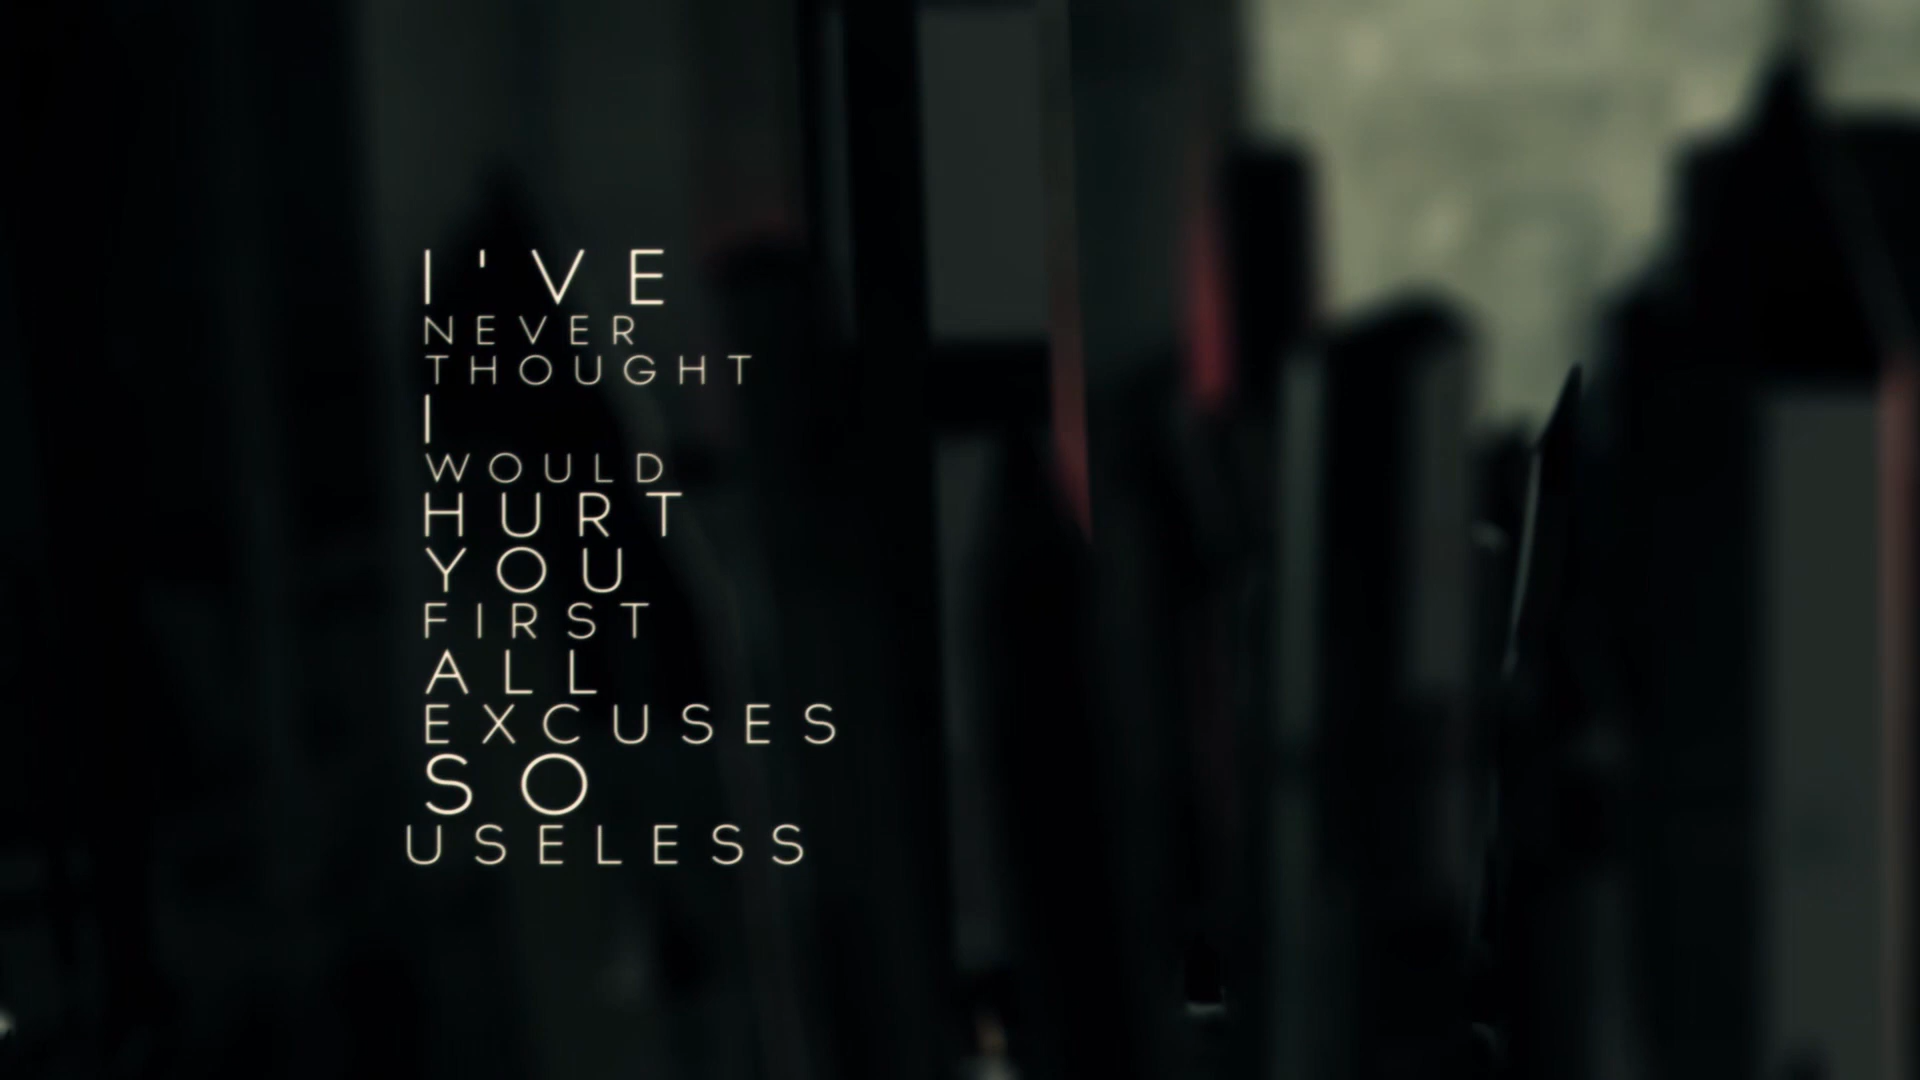 I'VE
NEVER
THOUGHT
I
WOULD
HURT
YOU
FIRST
ALL
EXCUSES
SO
USELESS